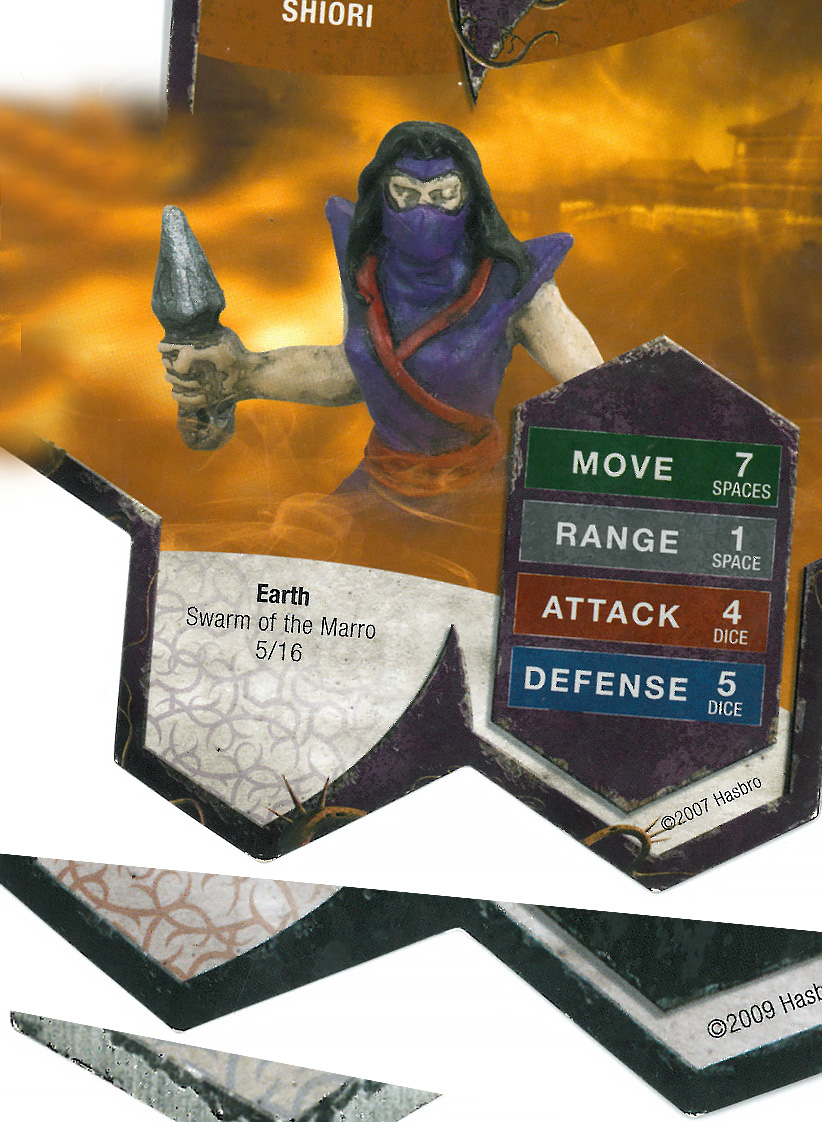 SHIORI
MOVE 7
SPACES
RANGE 1
SPACE
ATTACK 4
DICE
DEFENSE 5
DICE
Earth
Swarm of the Marro
5/16
©2007 Hasbro
©2009 Hasb